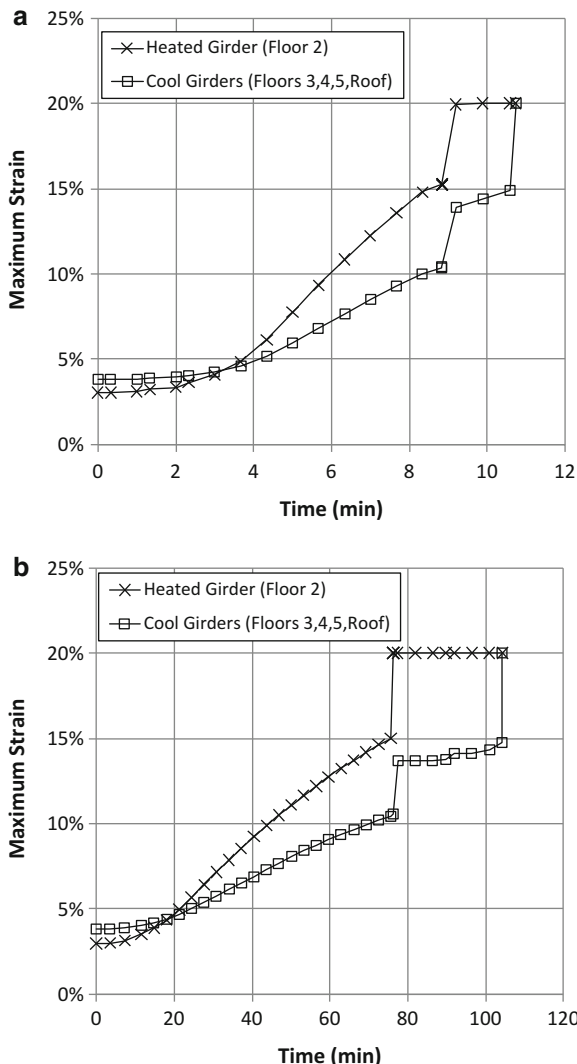 a
25%
20%
15%
10%
5%
0%
Maximum Strain
Heated Girder (Floor 2)
Cool Girders (Floors 3,4,5,Roof)
0 2 4 6 8 10 12
Time (min)
b
25%
20%
15%
10%
5%
0%
Maximum Strain
Heated Girder (Floor 2)
Cool Girders (Floors 3,4,5,Roof)
0 20 40 60 80 100 120
Time (min)